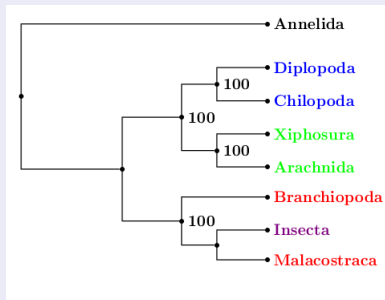 Annelida
Diplopoda
100
Chilopoda
100
Xiphosura
100
Arachnida
Branchiopoda
100
Insecta
Malacostraca